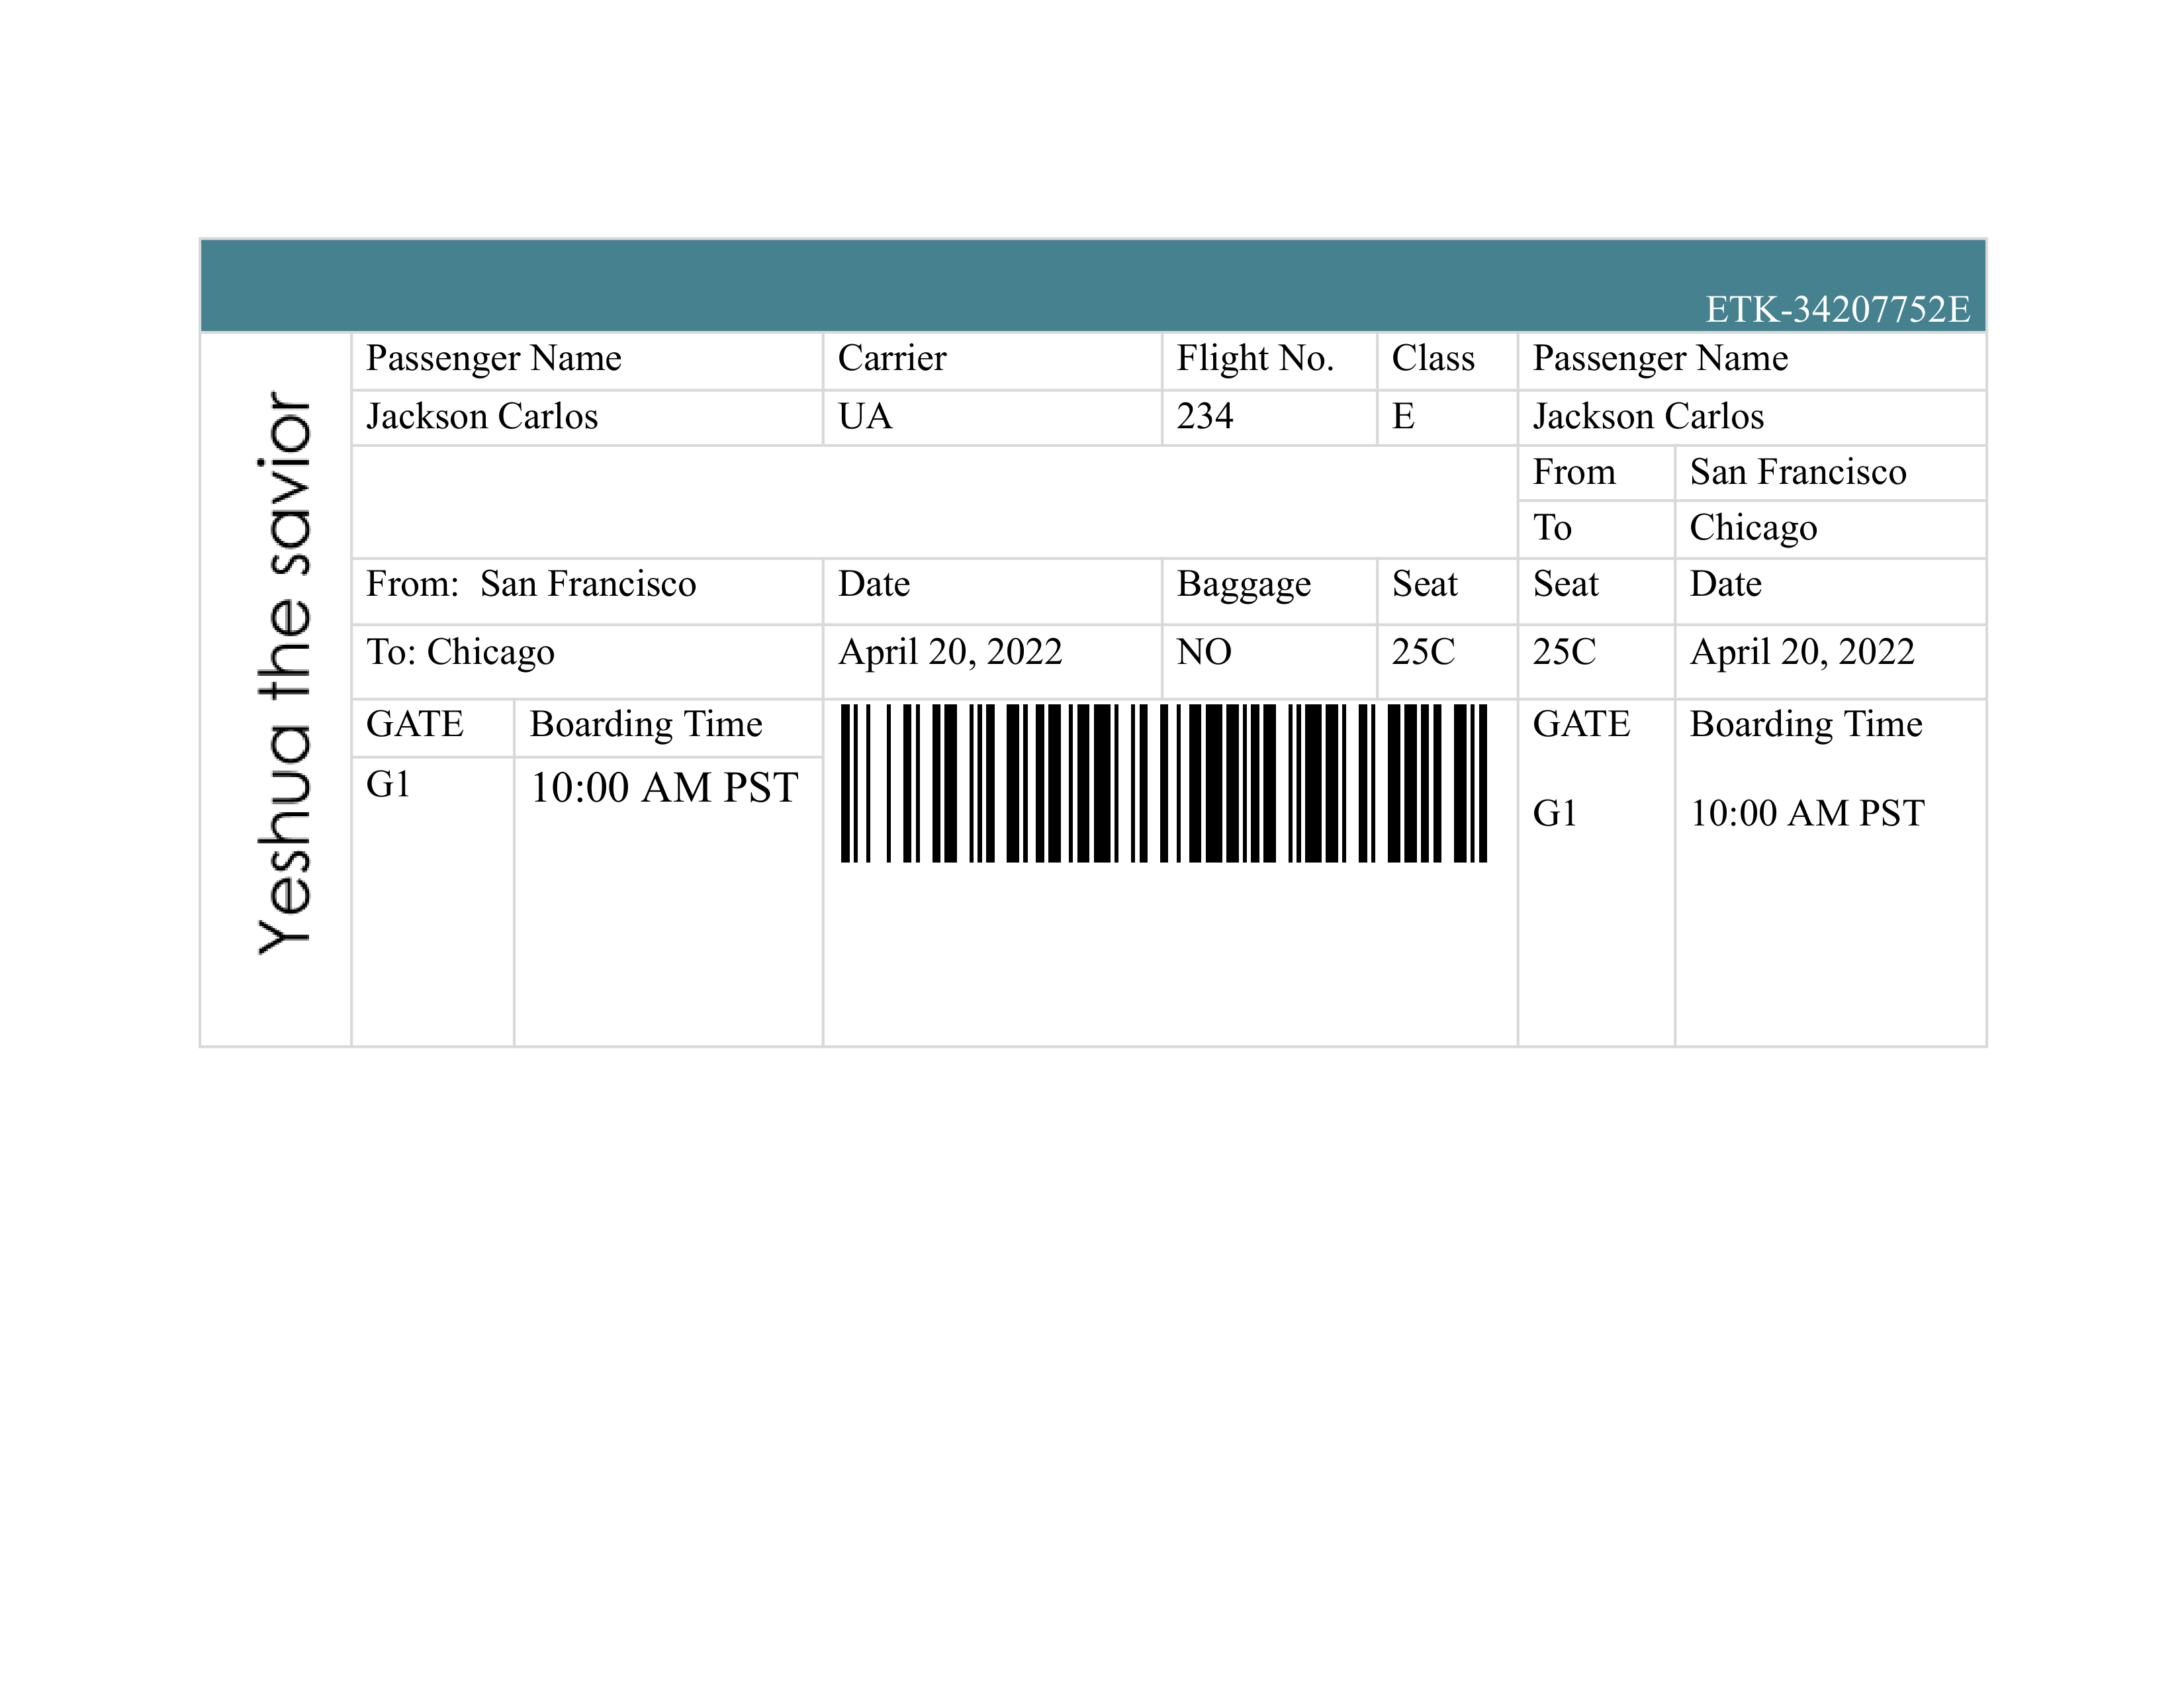 ETK-34207752E
Yeshua the savior
Passenger Name Carrier Flight No. Class Passenger Name
Jackson Carlos UA 234 E Jackson Carlos
From San Francisco
To Chicago
From: San Francisco Date Baggage Seat Seat Date
To: Chicago April 20, 2022 NO 25C 25C April 20, 2022
GATE Boarding Time GATE Boarding Time
G1 10:00 AM PST G1 10:00 AM PST